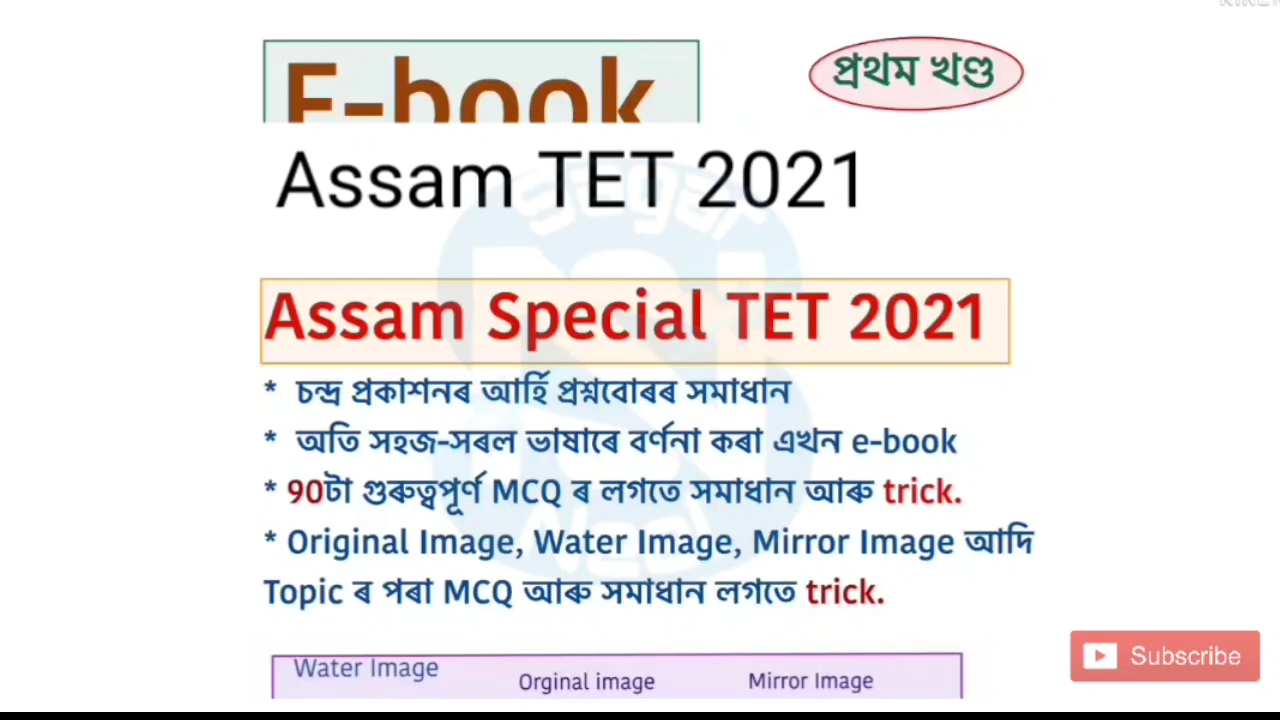 E-book
প্ৰথম খণ্ড
Assam TET 2021
Assam Special TET 2021
* চন্দ্ৰ প্ৰকাশনৰ আৰ্হি প্ৰশ্নবোৰৰ সমাধান
* অতি সহজ-সৰল ভাষাৰে বৰ্ণনা কৰা এখন e-book
* 90টা গুৰুত্বপূৰ্ণ MCQ ৰ লগতে সমাধান আৰু trick.
* Original Image, Water Image, Mirror Image আদি
Topic ৰ পৰা MCQ আৰু সমাধান লগতে trick.
Water Image
Orginal image
Mirror Image
Subscribe